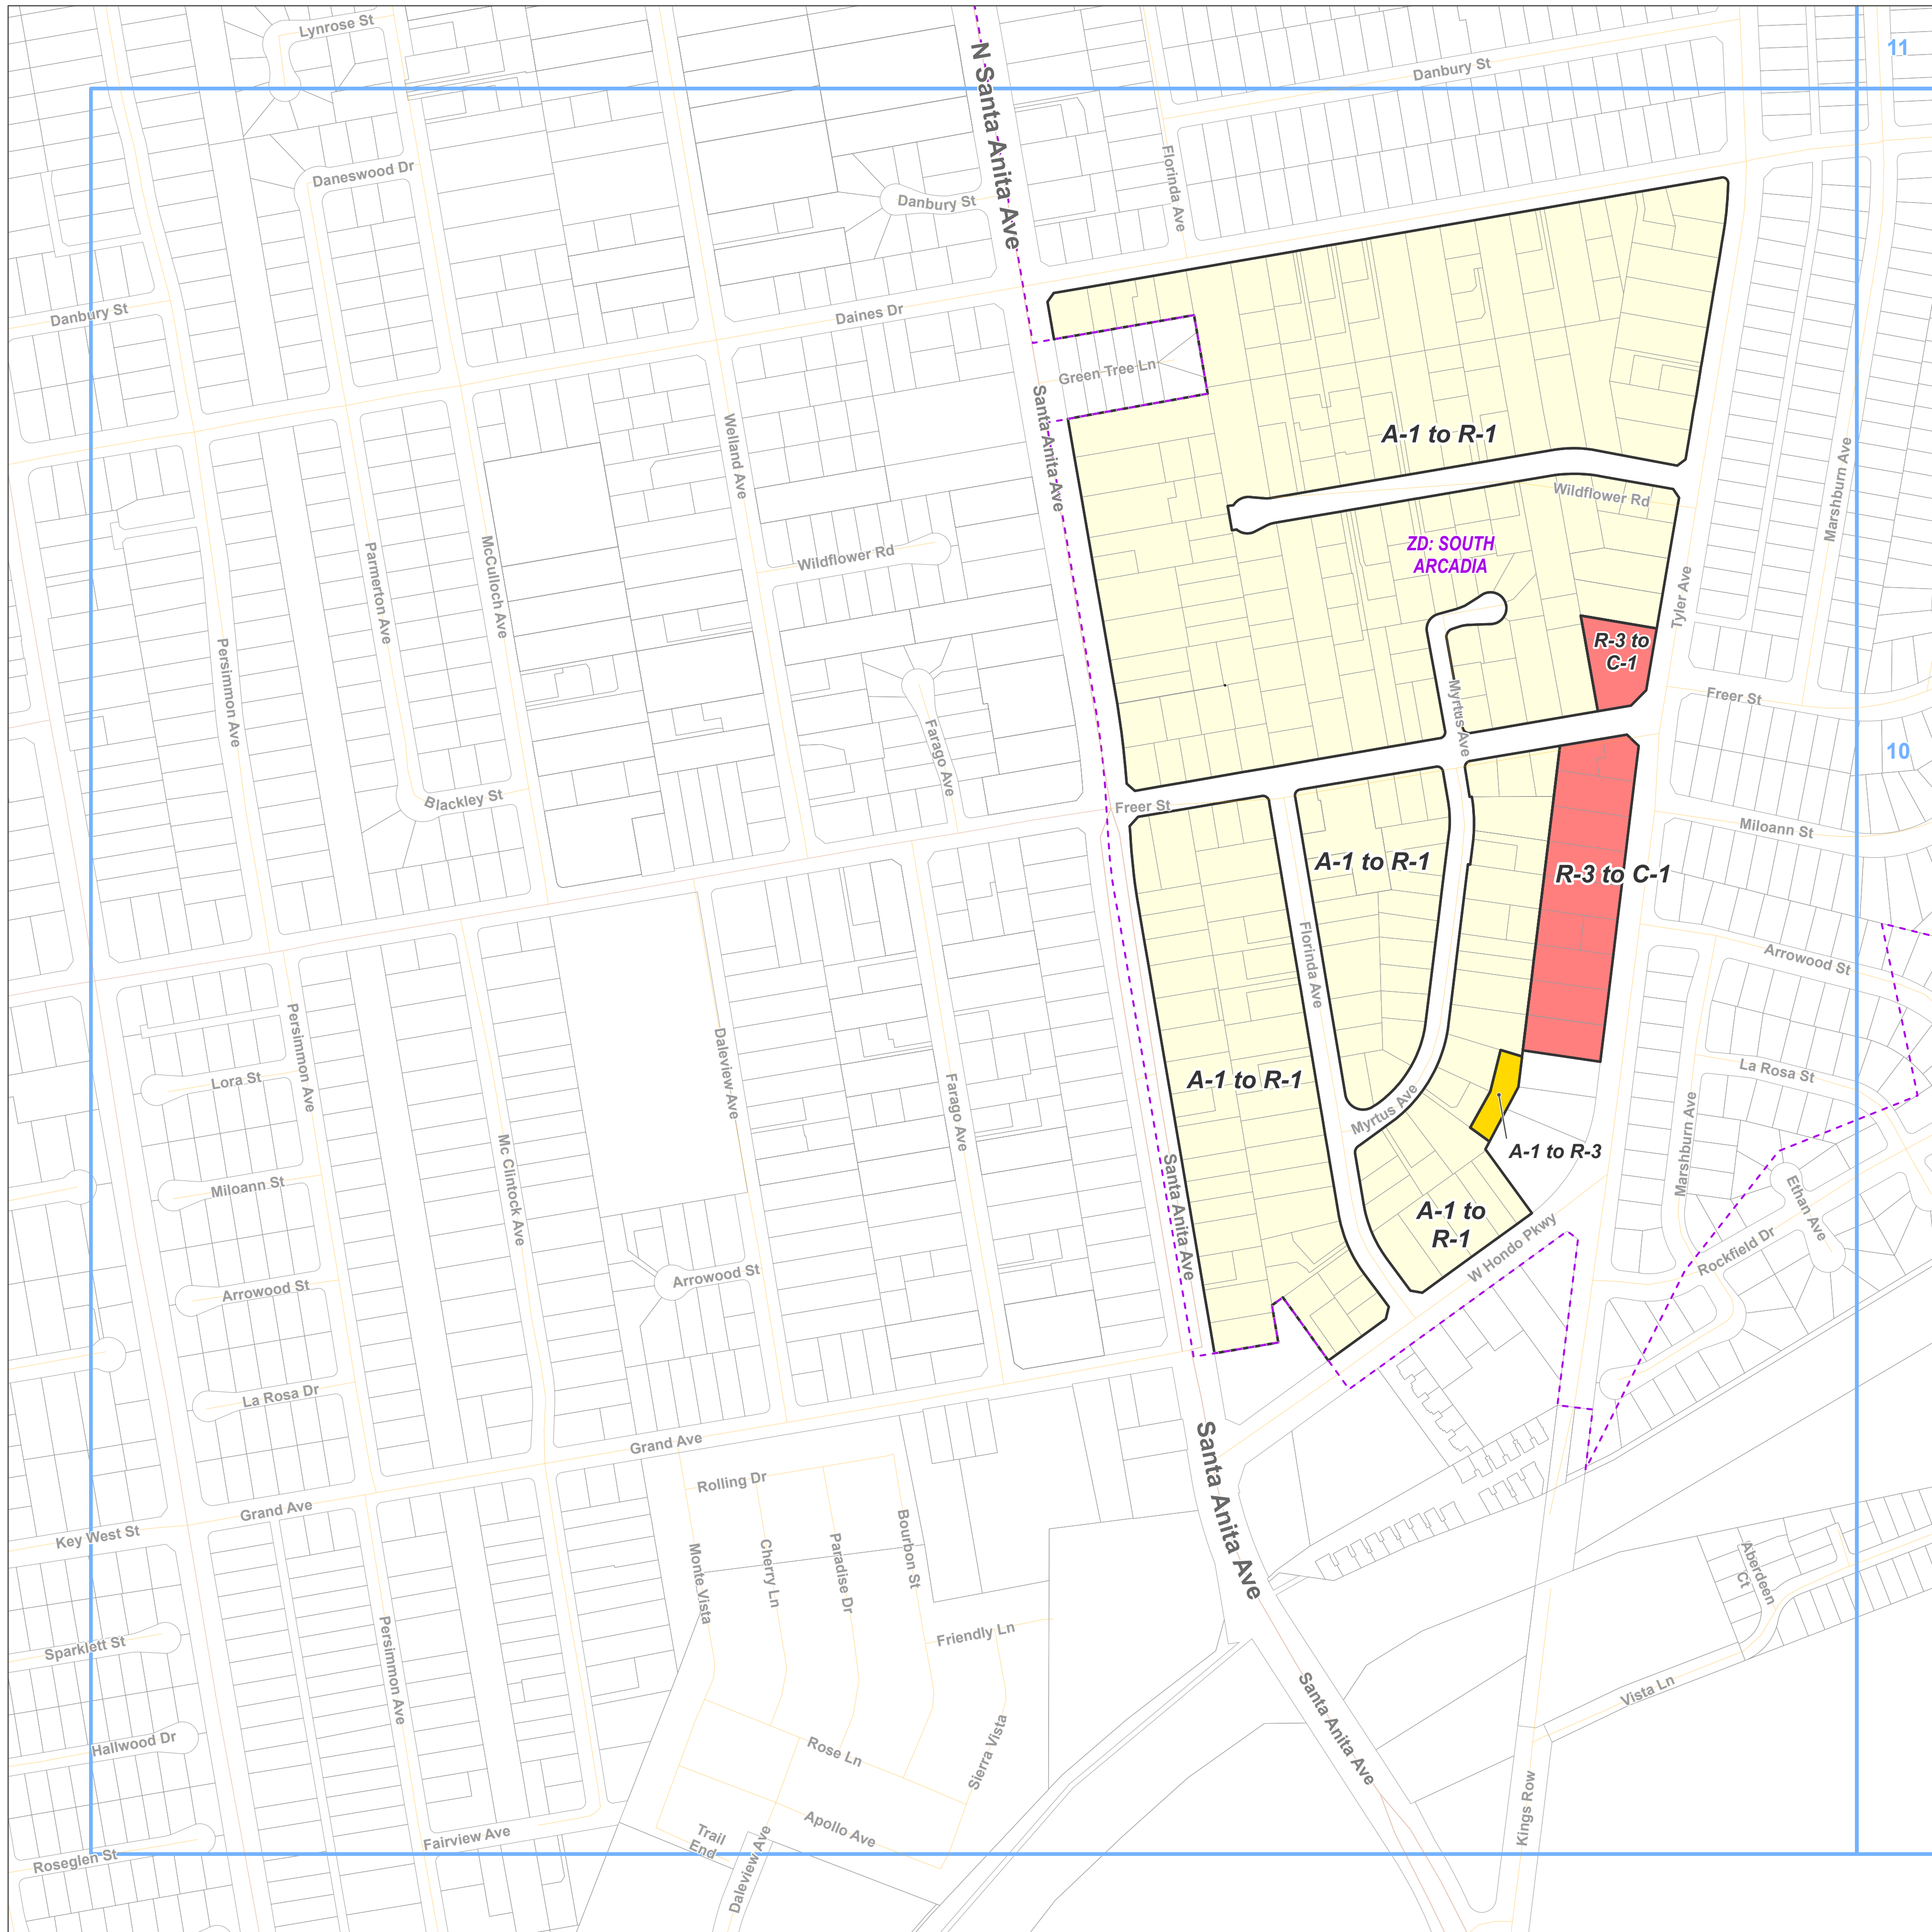 Lynrose St
11
N Santa Anita Ave
Danbury St
Daneswood Dr
Florinda Ave
Danbury St
Danbury St
Daines Dr
Green Tree Ln
Santa Anita Ave
Welland Ave
A-1 to R-1
Marshburn Ave
Wildflower Rd
ZD: SOUTH
ARCADIA
Wildflower Rd
McCulloch Ave
Parmerton Ave
Persimmon Ave
Tyler Ave
R-3 to
C-1
Freer St
Myrtus Ave
Farago Ave
10
Blackley St
Freer St
Miloann St
A-1 to R-1
R-3 to C-1
Florinda Ave
Arrowood St
Persimmon Ave
Daleview Ave
Lora St
A-1 to R-1
La Rosa St
Farago Ave
Myrtus Ave
Marshburn Ave
A-1 to R-3
Mc Clintock Ave
Miloann St
Santa Anita Ave
A-1 to
R-1
Ethan Ave
W Hondo Pkwy
Rockfield Dr
Arrowood St
Arrowood St
La Rosa Dr
Grand Ave
Santa Anita Ave
Rolling Dr
Grand Ave
Key West St
Monte Vista
Cherry Ln
Paradise Dr
Bourbon St
Aberdeen
Ct
Persimmon Ave
Friendly Ln
Sparklett St
Santa Anita Ave
Vista Ln
Hallwood Dr
Rose Ln
Sierra Vista
Kings Row
Apollo Ave
Trail
End
Fairview Ave
Daleview Ave
Roseglen St